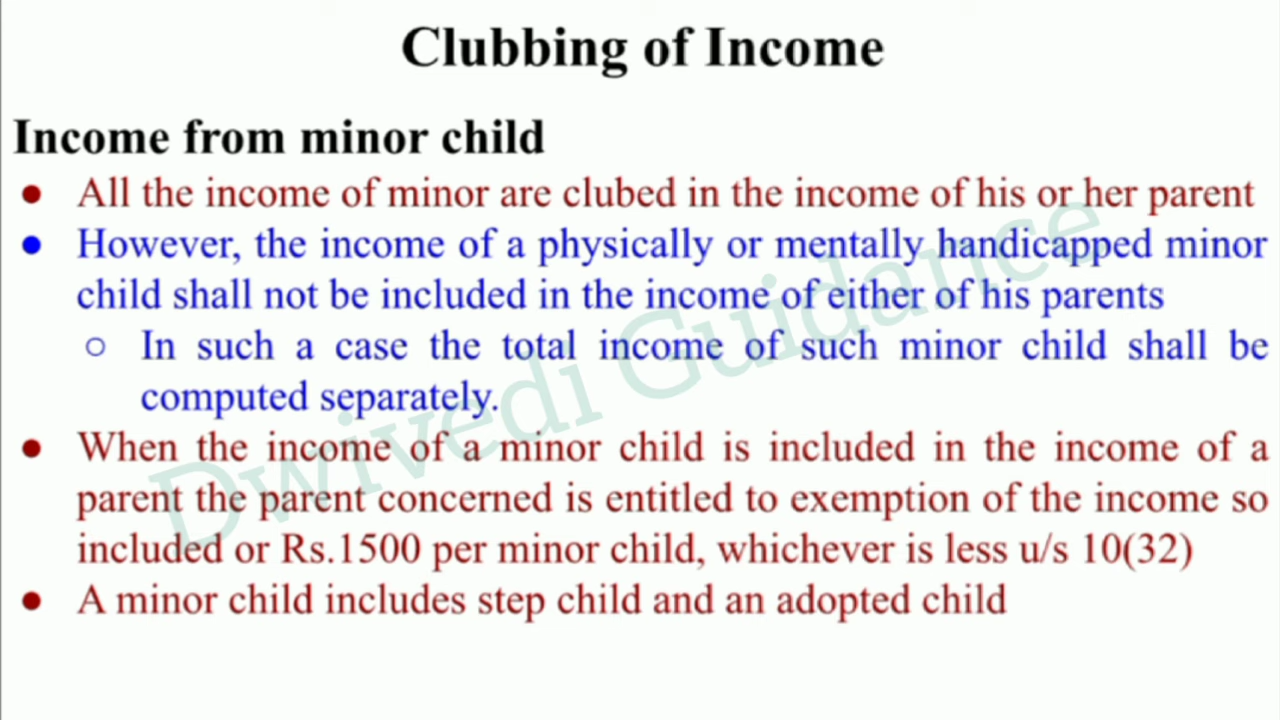 Clubbing of Income
Income from minor child
● All the income of minor are clubed in the income of his or her parent
● However, the income of a physically or mentally handicapped minor
child shall not be included in the income of either of his parents
○ In such a case the total income of such minor child shall be
computed separately.
● When the income of a minor child is included in the income of a
parent the parent concerned is entitled to exemption of the income so
included or Rs.1500 per minor child, whichever is less u/s 10(32)
● A minor child includes step child and an adopted child
Dwivedi Guidance